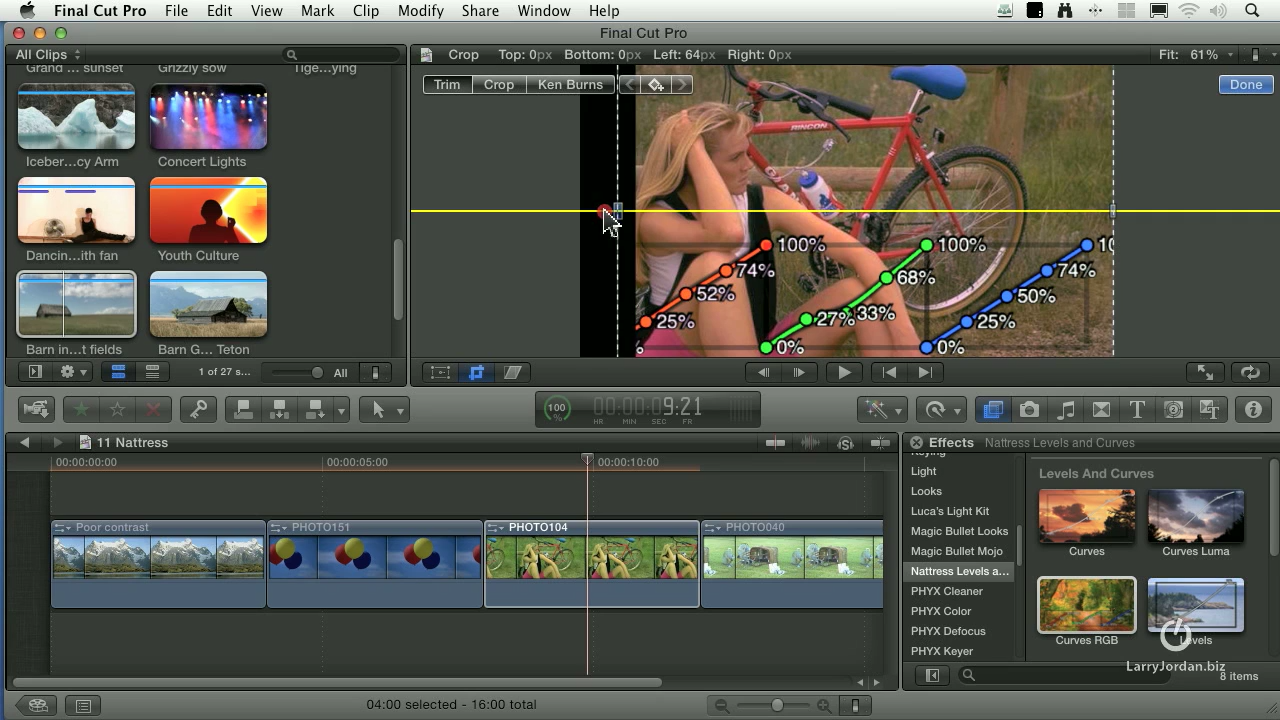 Final Cut Pro File Edit View Mark Clip Modify Share Window Help
Final Cut Pro
All Clips
Crop Top: 0px Bottom: 0px Left: 64px Right: 0px
Fit: 61%
Grand ... sunset Grizzly sow Tige...ying
Trim Crop Ken Burns
Done
RINCON
Iceber...cy Arm Concert Lights
Dancin...ith fan Youth Culture
100% 100% 10
74% 68% 74%
52% 50%
25% 27% 33% 25%
% 0% 0%
Barn in...t fields Barn G... Teton
1 of 27 s... All
100 00:00:09:21
HR MIN SEC FR
11 Nattress
Effects Nattress Levels and Curves
00:00:00:00 00:00:05:00 00:00:10:00
Keying
Light
Looks
Luca's Light Kit
Magic Bullet Looks
Magic Bullet Mojo
Nattress Levels a...
PHYX Cleaner
PHYX Color
PHYX Defocus
PHYX Keyer
Levels And Curves
Curves Curves Luma
Curves RGB Levels
Poor contrast PHOTO151 PHOTO104 PHOTO040
LarryJordan.biz
8 items
04:00 selected - 16:00 total